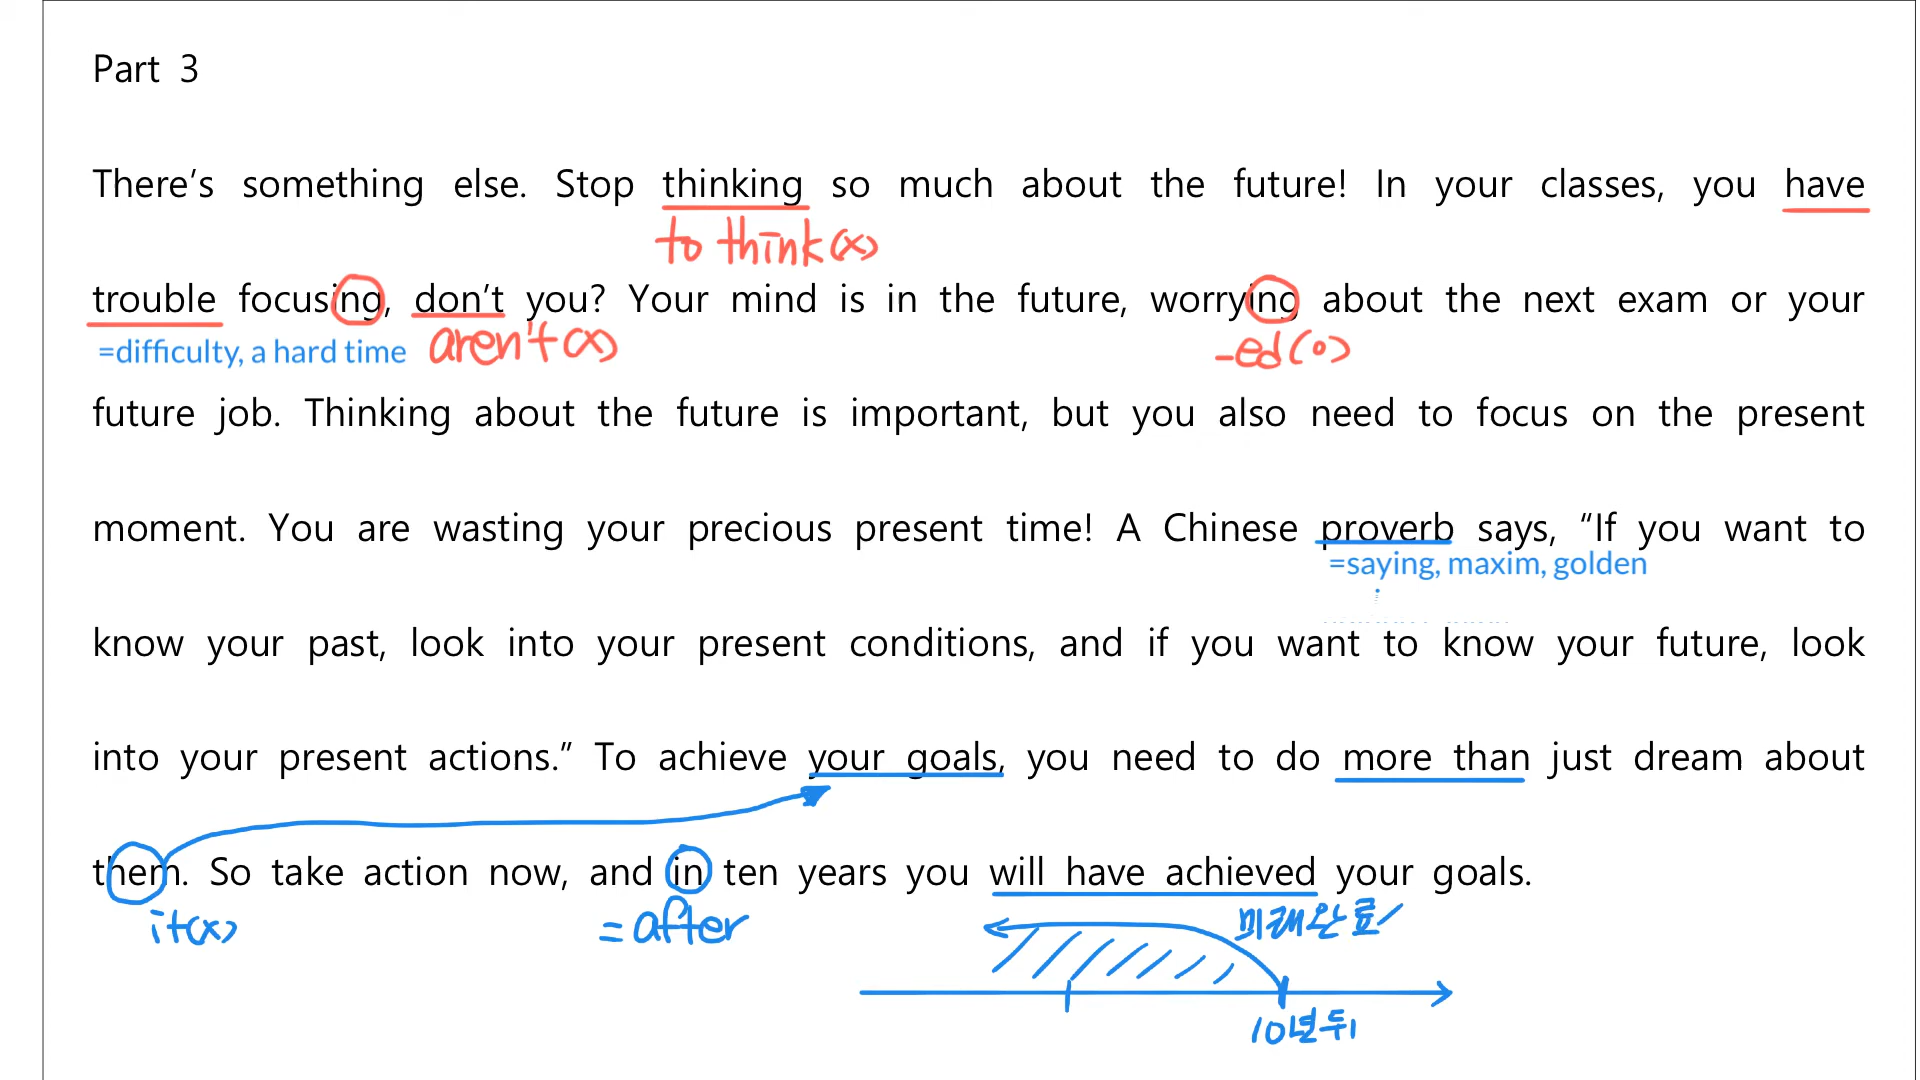 Part 3
There's something else. Stop thinking so much about the future! In your classes, you have
to think(x)
trouble focusing, don't you? Your mind is in the future, worrying about the next exam or your
=difficulty, a hard time aren't(x) -ed(o)
future job. Thinking about the future is important, but you also need to focus on the present
moment. You are wasting your precious present time! A Chinese proverb says, “If you want to
=saying, maxim, golden
know your past, look into your present conditions, and if you want to know your future, look
into your present actions.” To achieve your goals, you need to do more than just dream about
them. So take action now, and in ten years you will have achieved your goals.
it(x) =after 미래완료
10년뒤